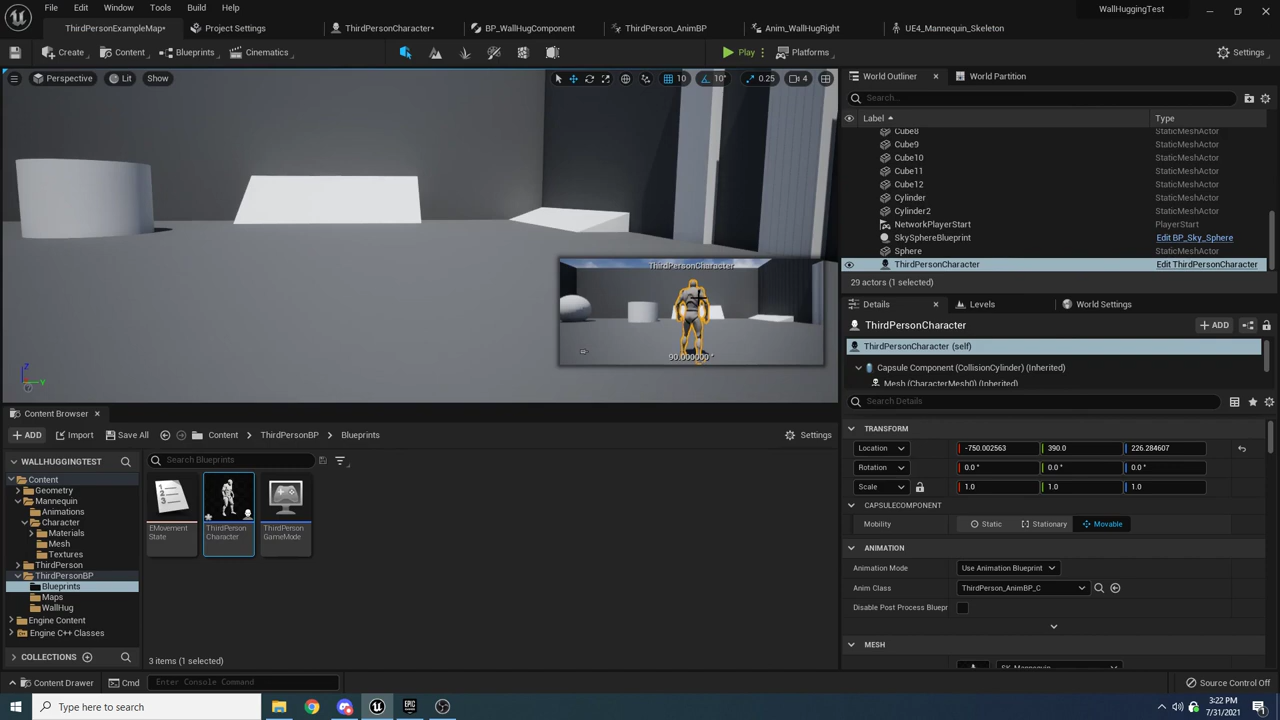 File Edit Window Tools Build Help
WallHuggingTest
ThirdPersonExampleMap*
Project Settings
ThirdPersonCharacter*
BP_WallHugComponent
ThirdPerson_AnimBP
Anim_WallHugRight
UE4_Mannequin_Skeleton
Create Content Blueprints Cinematics Play Platforms Settings
Perspective Lit Show 10 10° 0.25 4
World Outliner
World Partition
Search...
Label Type
Cube8 StaticMeshActor
Cube9 StaticMeshActor
Cube10 StaticMeshActor
Cube11 StaticMeshActor
Cube12 StaticMeshActor
Cylinder StaticMeshActor
Cylinder2 StaticMeshActor
NetworkPlayerStart PlayerStart
SkySphereBlueprint Edit BP_Sky_Sphere
Sphere StaticMeshActor
ThirdPersonCharacter Edit ThirdPersonCharacter
29 actors (1 selected)
ThirdPersonCharacter
90.000000 °
Z
Y
Details
Levels
World Settings
ThirdPersonCharacter
+ ADD
ThirdPersonCharacter (self)
Capsule Component (CollisionCylinder) (Inherited)
Mesh (CharacterMesh0) (Inherited)
Search Details
TRANSFORM
Location -750.002563 390.0 226.284607
Rotation 0.0 ° 0.0 ° 0.0 °
Scale 1.0 1.0 1.0
CAPSULECOMPONENT
Mobility Static Stationary Movable
ANIMATION
Animation Mode Use Animation Blueprint
Anim Class ThirdPerson_AnimBP_C
Disable Post Process Bluepr
MESH
SK_Mannequin
Content Browser
ADD Import Save All Content ThirdPersonBP Blueprints Settings
WALLHUGGINGTEST
Search Blueprints
Content
Geometry
Mannequin
Animations
Character
Materials
Mesh
Textures
ThirdPerson
ThirdPersonBP
Blueprints
Maps
WallHug
Engine Content
Engine C++ Classes
COLLECTIONS
EMovement
State
ThirdPerson
Character
ThirdPerson
GameMode
3 items (1 selected)
Content Drawer
Cmd
Enter Console Command
Source Control Off
Type here to search
EPIC
3:22 PM
7/31/2021